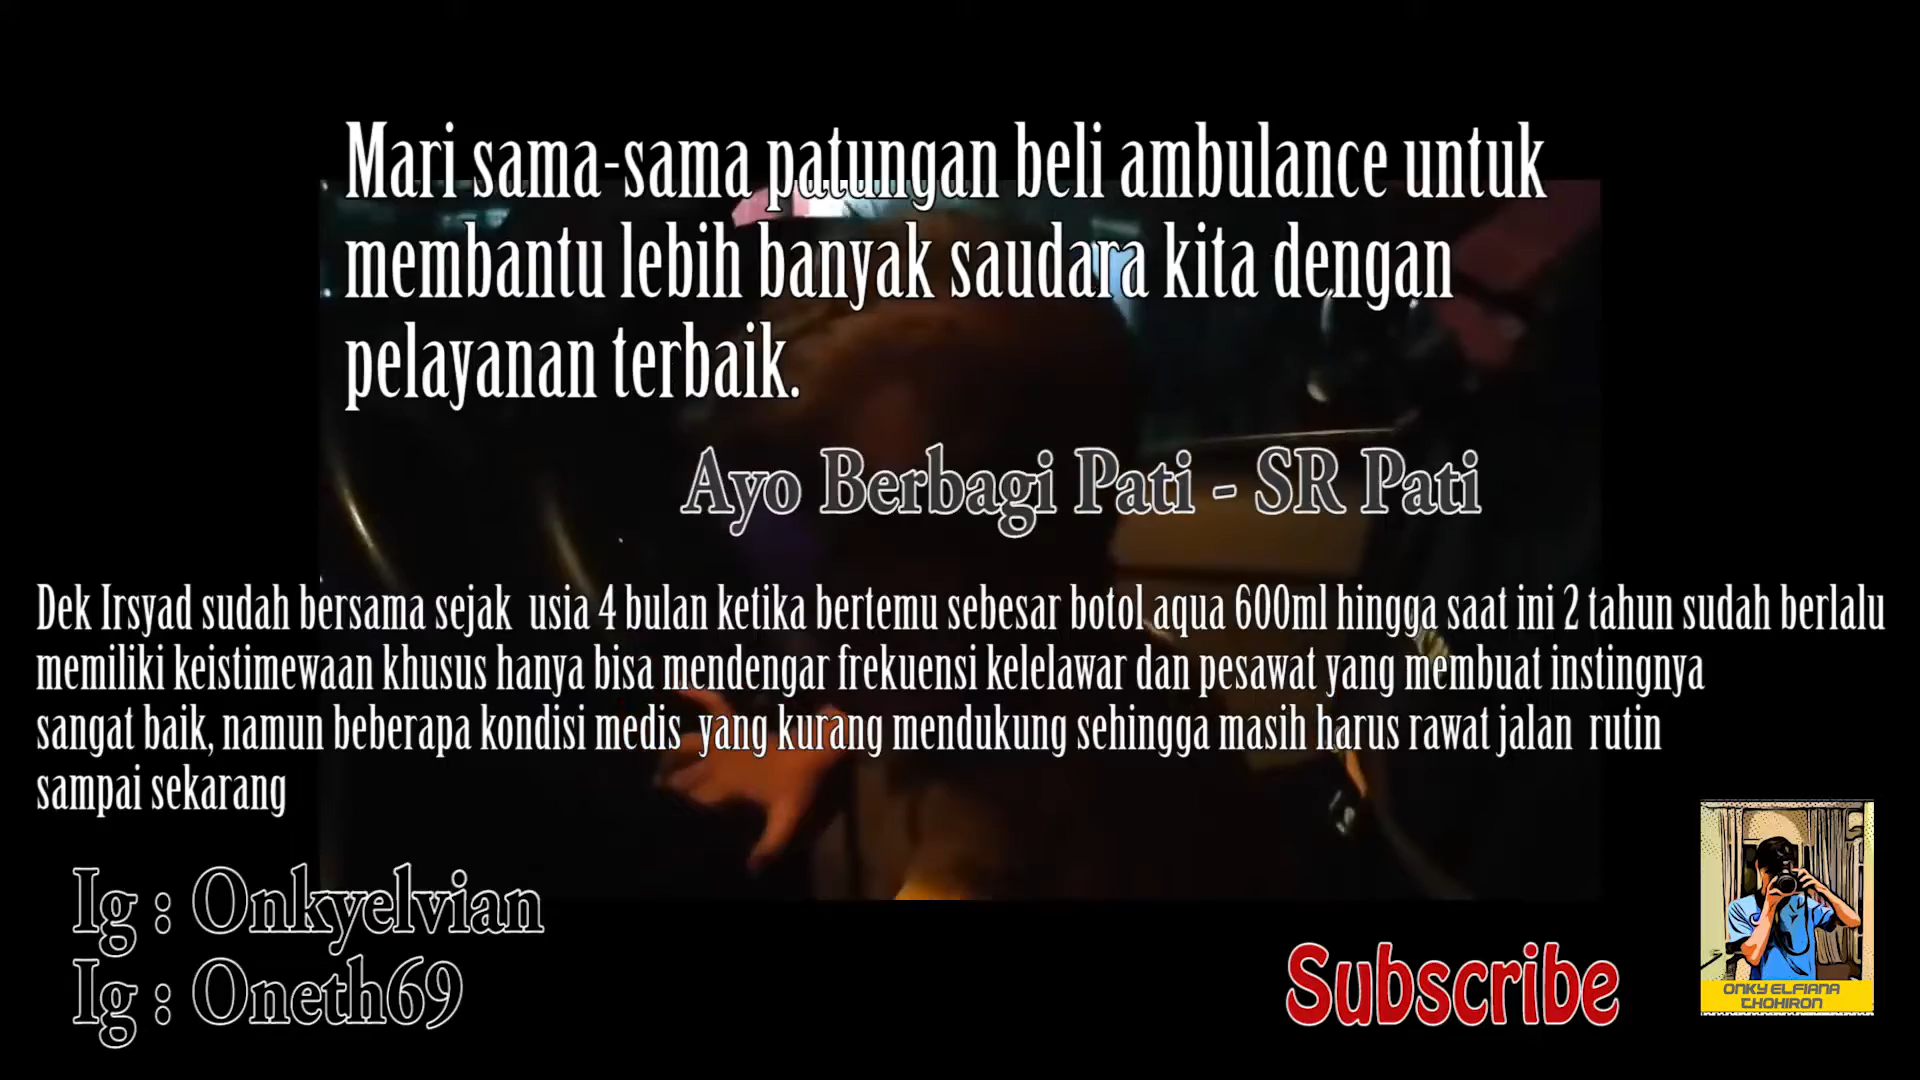 Mari sama-sama patungan beli ambulance untuk
membantu lebih banyak saudara kita dengan
pelayanan terbaik.
Ayo Berbagi Pati - SR Pati
Dek Irsyad sudah bersama sejak usia 4 bulan ketika bertemu sebesar botol aqua 600ml hingga saat ini 2 tahun sudah berlalu
memiliki keistimewaan khusus hanya bisa mendengar frekuensi kelelawar dan pesawat yang membuat instingnya
sangat baik, namun beberapa kondisi medis yang kurang mendukung sehingga masih harus rawat jalan rutin
sampai sekarang
Ig : Onkyelvian
Ig : Oneth69
Subscribe
ONKY ELFIANA
THOHIRON